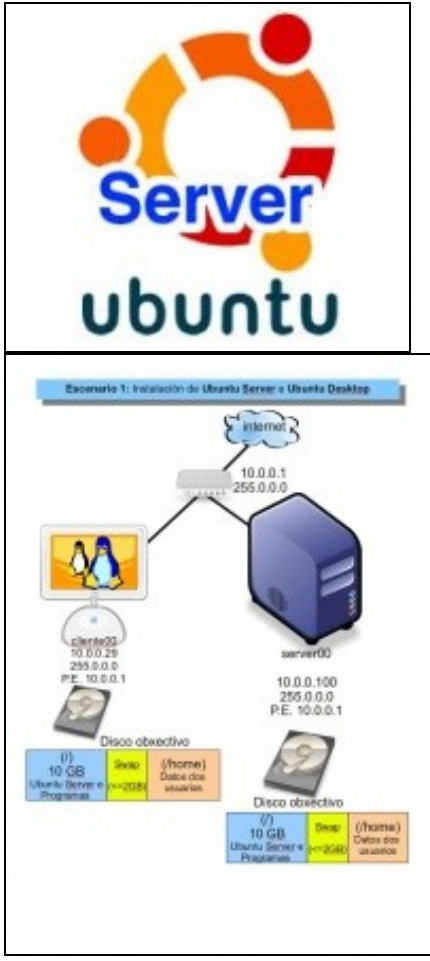 Server
ubuntu
Escenario 1: Instalación de Ubuntu Server e Ubuntu Desktop
internet
10.0.0.1
255.0.0.0
cliente00
10.0.0.29
255.0.0.0
P.E. 10.0.0.1
server00
10.0.0.100
255.0.0.0
P.E. 10.0.0.1
Disco obxectivo
(/)
10 GB
Ubuntu Server e
Programas
Swap
(<=2GB)
(/home)
Datos dos
usuarios
Disco obxectivo
(/)
10 GB
Ubuntu Server e
Programas
Swap
(<=2GB)
(/home)
Datos dos
usuarios